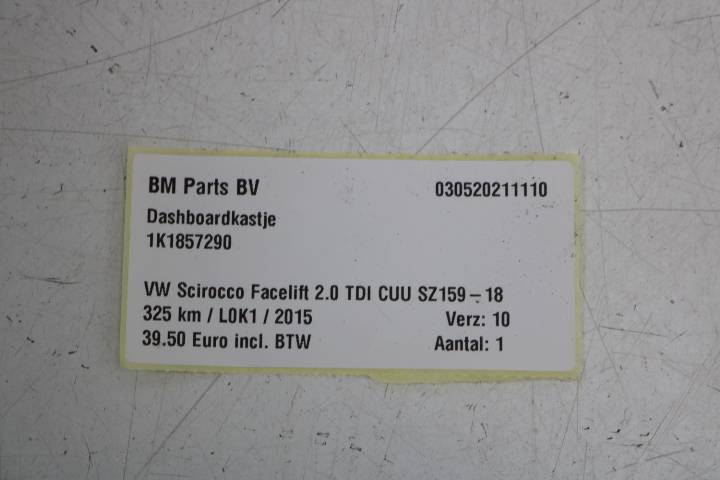 BM Parts BV 030520211110
Dashboardkastje
1K1857290
VW Scirocco Facelift 2.0 TDI CUU SZ159 – 18
325 km / L0K1 / 2015 Verz: 10
39.50 Euro incl. BTW Aantal: 1